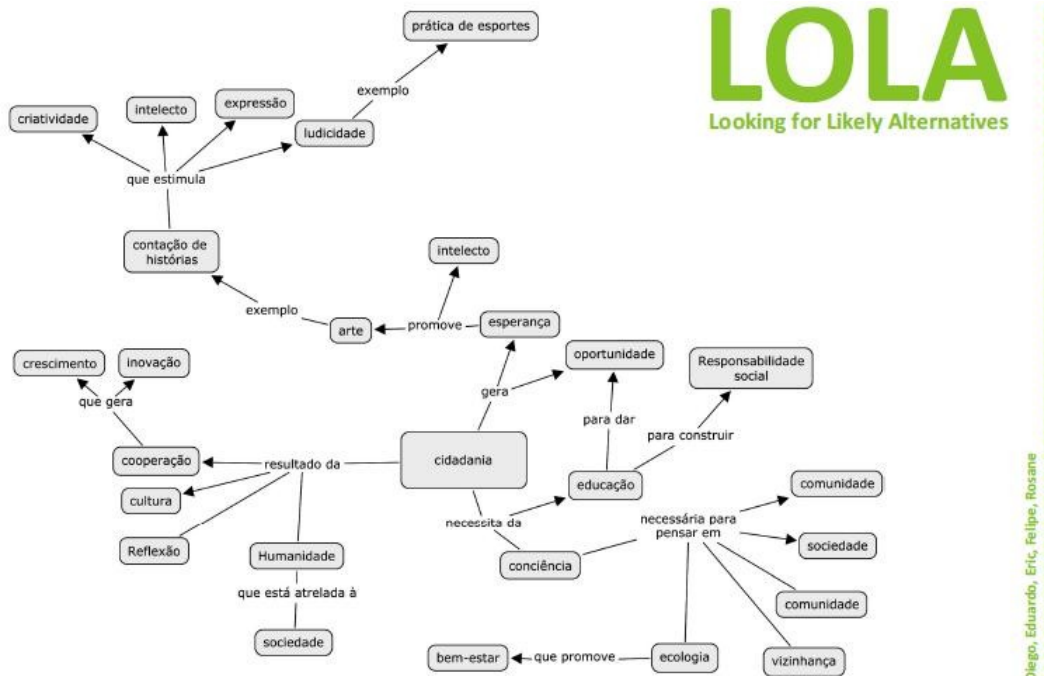 LOLA
Looking for Likely Alternatives
prática de esportes
exemplo
criatividade
intelecto
expressão
ludicidade
que estimula
contação de
histórias
exemplo
intelecto
arte
promove
esperança
crescimento
inovação
que gera
oportunidade
Responsabilidade
social
gera
para dar
para construir
cooperação
resultado da
cidadania
cultura
educação
Reflexão
Humanidade
necessita da
conciência
necessária para
pensar em
comunidade
sociedade
comunidade
vizinhança
que está atrelada à
sociedade
bem-estar
que promove
ecologia
Diego, Eduardo, Eric, Felipe, Rosane